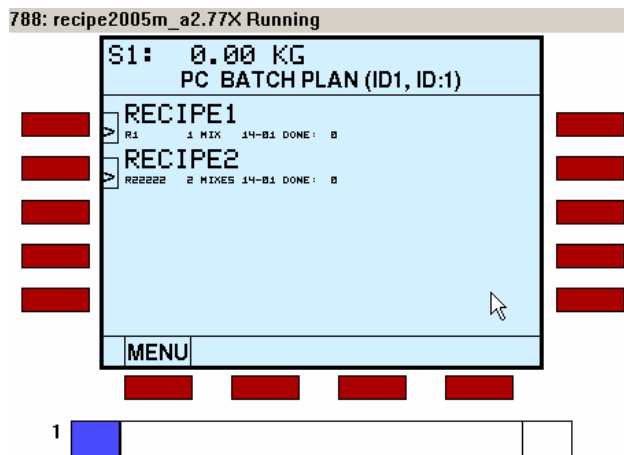 788: recipe2005m_a2.77X Running
S1: 0.00 KG
PC BATCH PLAN (ID1, ID:1)
> RECIPE1
R1 1 MIX 14-01 DONE: 0
> RECIPE2
R22222 2 MIXES 14-01 DONE: 0
MENU
1